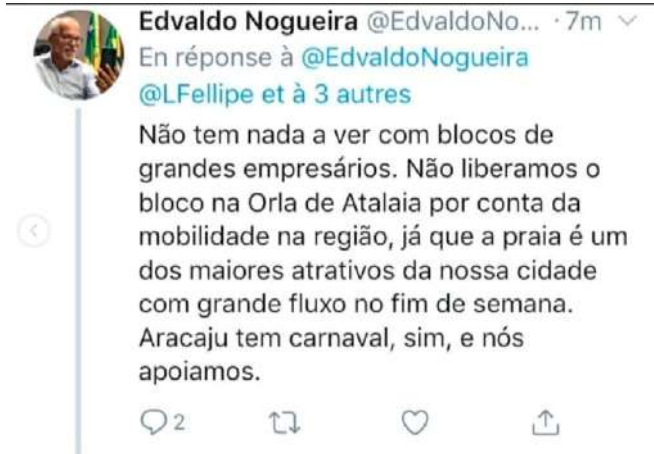 Edvaldo Nogueira @EdvaldoNo... · 7m
En réponse à @EdvaldoNogueira
@LFellipe et à 3 autres
Não tem nada a ver com blocos de
grandes empresários. Não liberamos o
bloco na Orla de Atalaia por conta da
mobilidade na região, já que a praia é um
dos maiores atrativos da nossa cidade
com grande fluxo no fim de semana.
Aracaju tem carnaval, sim, e nós
apoiamos.
2